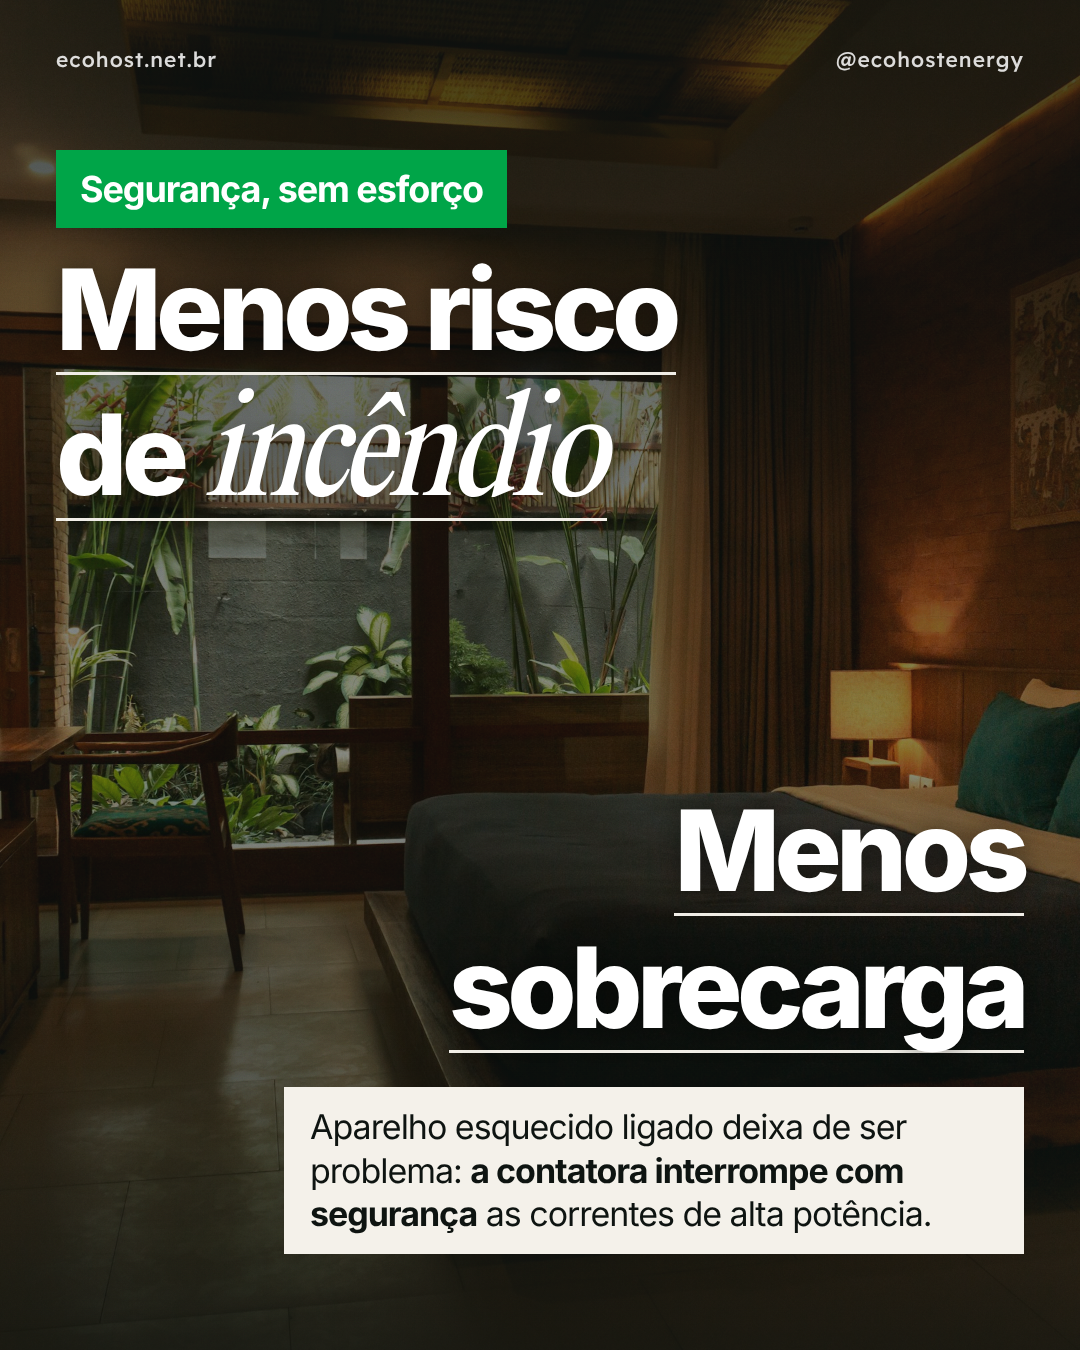 ecohost.net.br
@ecohostenergy
Segurança, sem esforço
Menos risco
de incêndio
Menos
sobrecarga
Aparelho esquecido ligado deixa de ser
problema: a contatora interrompe com
segurança as correntes de alta potência.